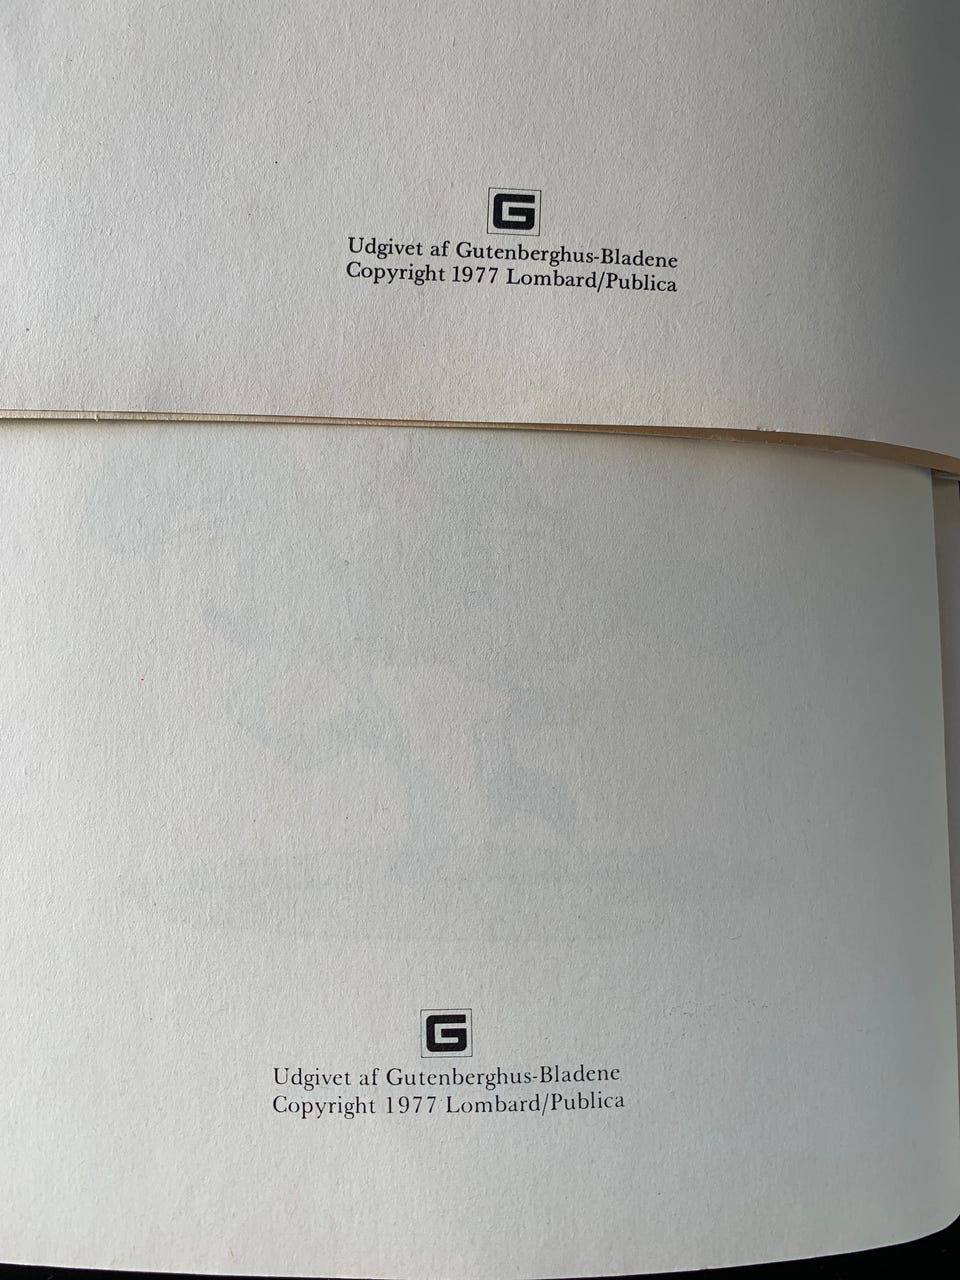 G
Udgivet af Gutenberghus-Bladene
Copyright 1977 Lombard/Publica
G
Udgivet af Gutenberghus-Bladene
Copyright 1977 Lombard/Publica